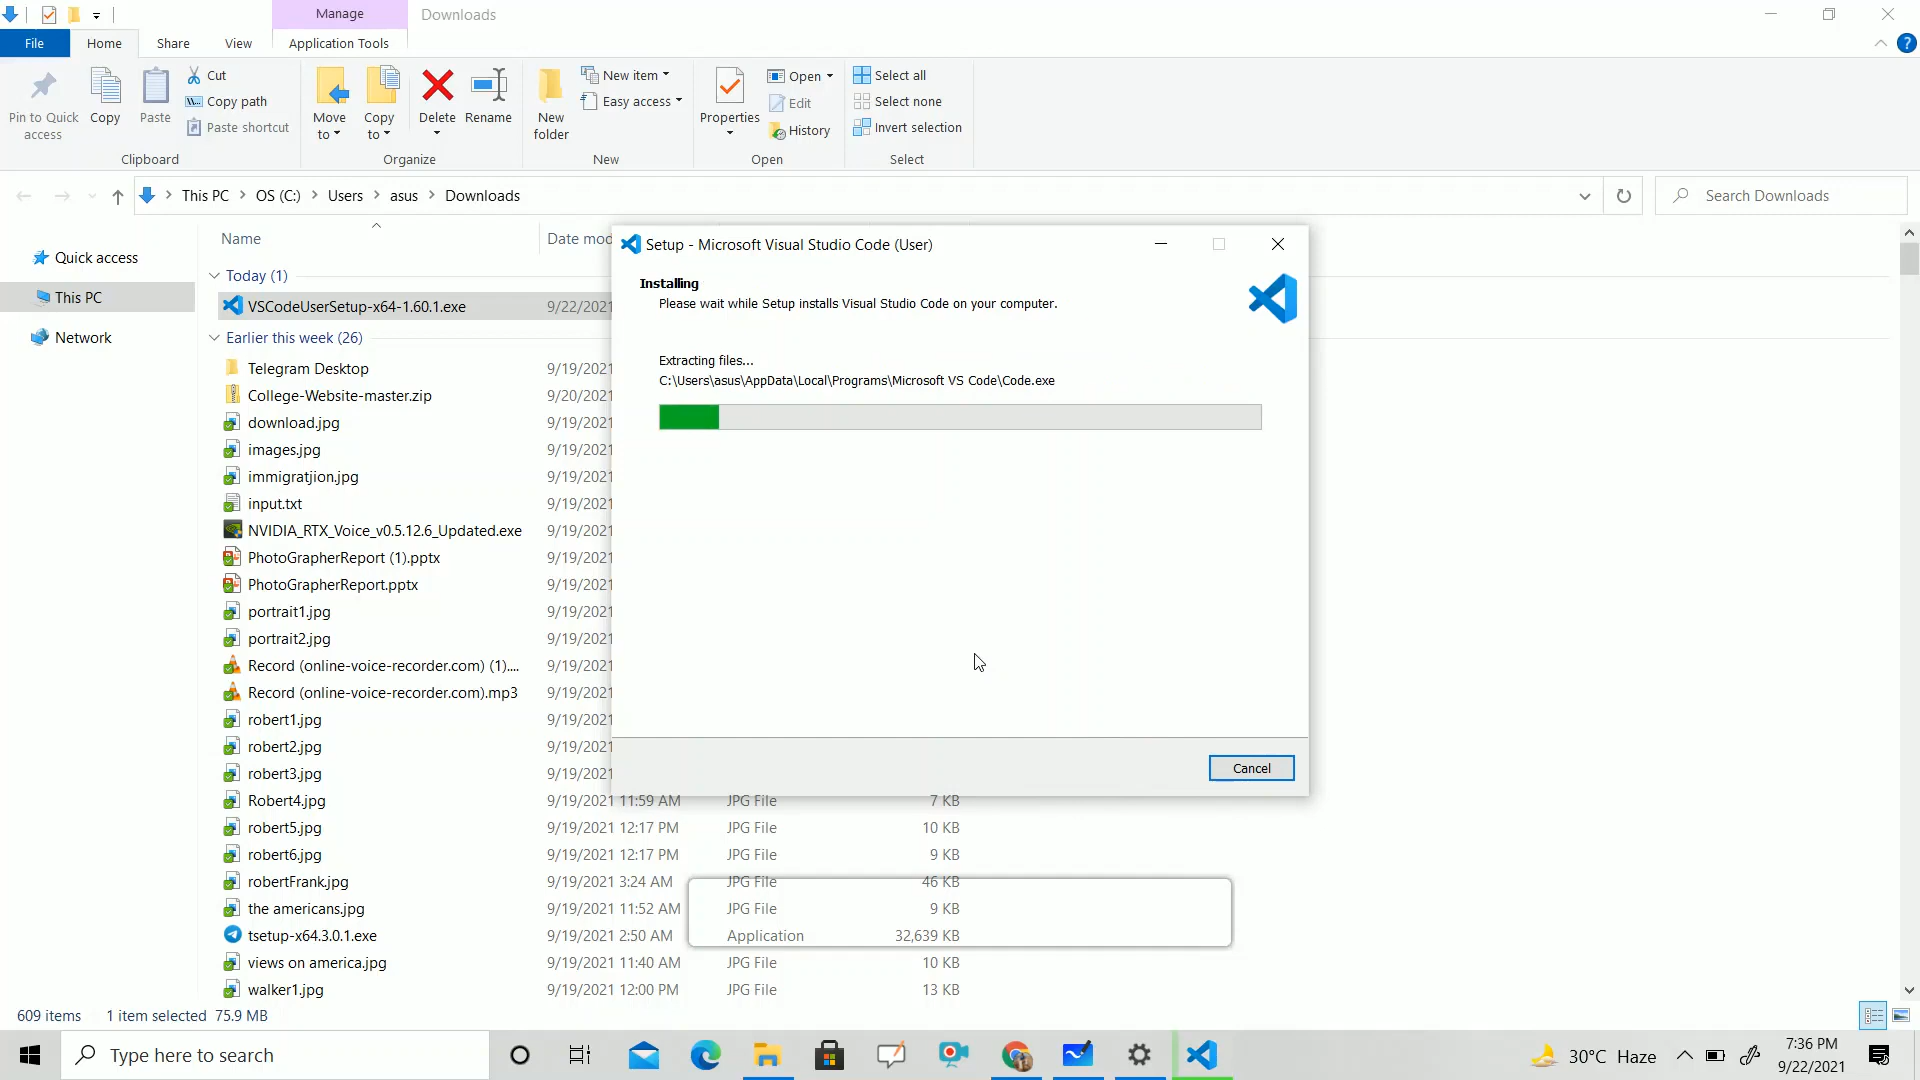 Manage
Downloads
File
Home
Share
View
Application Tools
Pin to Quick access
Copy
Paste
Cut
Copy path
Paste shortcut
Clipboard
Move to
Copy to
Delete
Rename
Organize
New folder
New item
Easy access
New
Properties
Open
Edit
History
Open
Select all
Select none
Invert selection
Select
This PC > OS (C:) > Users > asus > Downloads
Search Downloads
Quick access
This PC
Network
Name
Date mod
Today (1)
VSCodeUserSetup-x64-1.60.1.exe 9/22/2021
Earlier this week (26)
Telegram Desktop 9/19/2021
College-Website-master.zip 9/20/2021
download.jpg 9/19/2021
images.jpg 9/19/2021
immigratjion.jpg 9/19/2021
input.txt 9/19/2021
NVIDIA_RTX_Voice_v0.5.12.6_Updated.exe 9/19/2021
PhotoGrapherReport (1).pptx 9/19/2021
PhotoGrapherReport.pptx 9/19/2021
portrait1.jpg 9/19/2021
portrait2.jpg 9/19/2021
Record (online-voice-recorder.com) (1).... 9/19/2021
Record (online-voice-recorder.com).mp3 9/19/2021
robert1.jpg 9/19/2021
robert2.jpg 9/19/2021
robert3.jpg 9/19/2021
Robert4.jpg 9/19/2021 11:59 AM JPG File 7 KB
robert5.jpg 9/19/2021 12:17 PM JPG File 10 KB
robert6.jpg 9/19/2021 12:17 PM JPG File 9 KB
robertFrank.jpg 9/19/2021 3:24 AM JPG File 46 KB
the americans.jpg 9/19/2021 11:52 AM JPG File 9 KB
tsetup-x64.3.0.1.exe 9/19/2021 2:50 AM Application 32,639 KB
views on america.jpg 9/19/2021 11:40 AM JPG File 10 KB
walker1.jpg 9/19/2021 12:00 PM JPG File 13 KB
Setup - Microsoft Visual Studio Code (User)
Installing
Please wait while Setup installs Visual Studio Code on your computer.
Extracting files...
C:\Users\asus\AppData\Local\Programs\Microsoft VS Code\Code.exe
Cancel
609 items 1 item selected 75.9 MB
Type here to search
30°C Haze
7:36 PM
9/22/2021